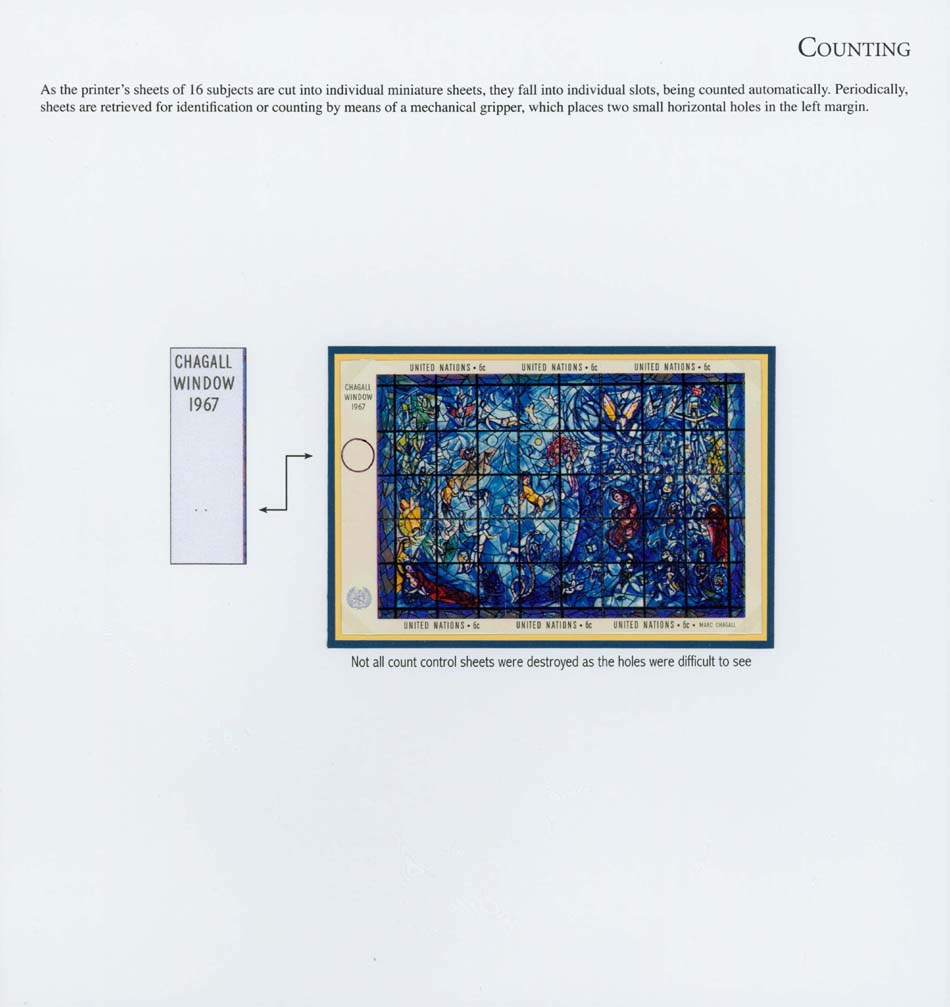 COUNTING
As the printer's sheets of 16 subjects are cut into individual miniature sheets, they fall into individual slots, being counted automatically. Periodically,
sheets are retrieved for identification or counting by means of a mechanical gripper, which places two small horizontal holes in the left margin.
CHAGALL
WINDOW
1967
UNITED NATIONS • 6c UNITED NATIONS • 6c UNITED NATIONS • 6c
CHAGALL
WINDOW
1967
UNITED NATIONS • 6c UNITED NATIONS • 6c UNITED NATIONS • 6c • MARC CHAGALL
Not all count control sheets were destroyed as the holes were difficult to see